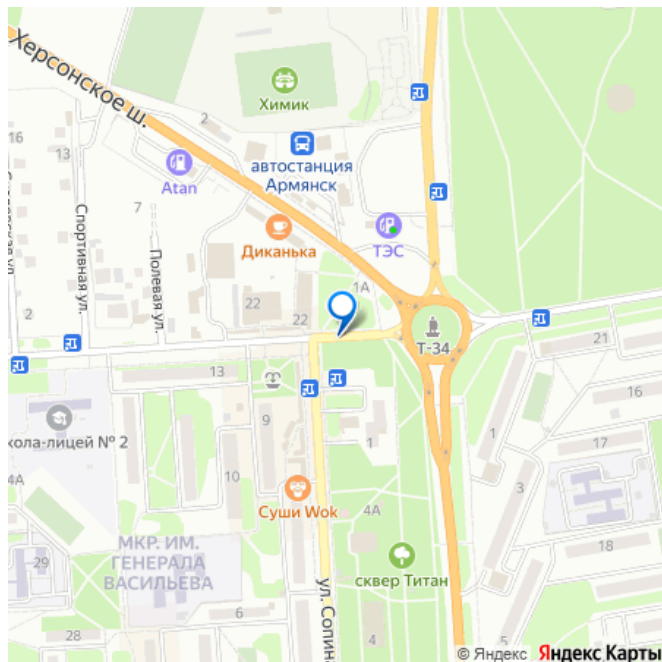 Херсонское ш.
Химик
2
16
13
автостанция
Армянск
Atan
7
Спортивная ул.
Полевая ул.
Диканька
ТЭС
1А
22
22
2
Т-34
21
13
16
кола-лицей № 2
9
1
1
17
4А
10
3
Суши Wok
4А
18
МКР. ИМ.
ГЕНЕРАЛА
ВАСИЛЬЕВА
29
сквер Титан
ул. Сопина
6
28
4
5
© Яндекс Яндекс Карты